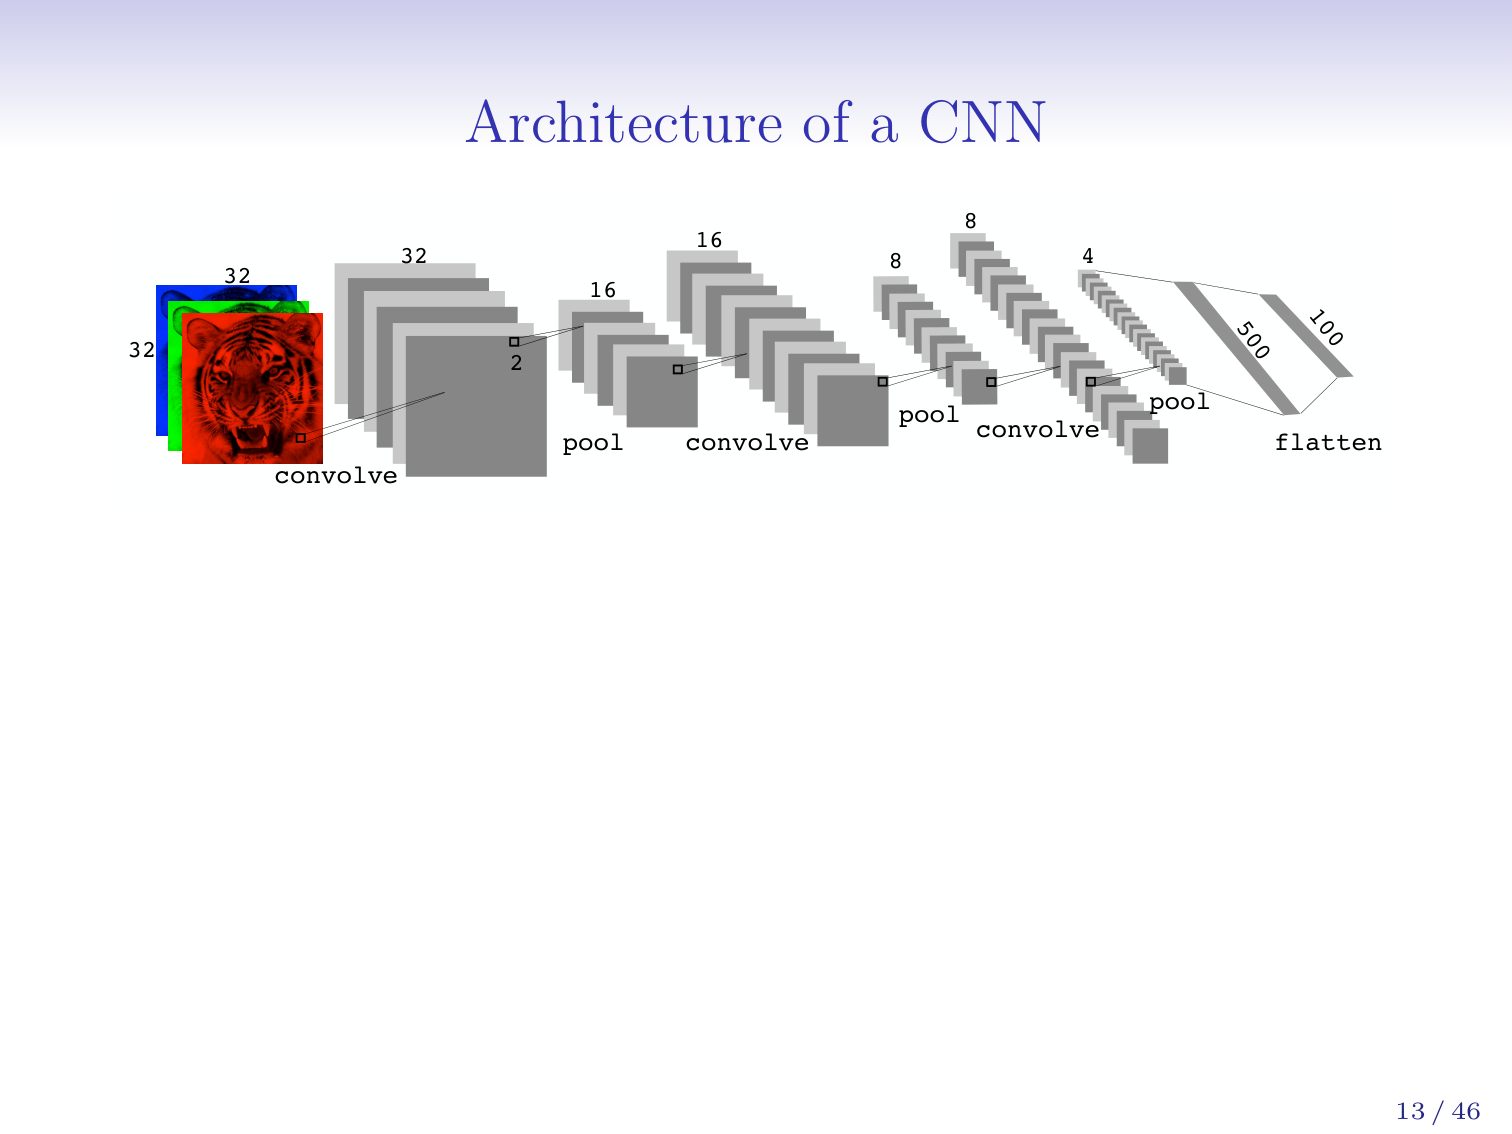 Architecture of a CNN
32
32
convolve
32
2
16
pool
16
convolve
8
pool
8
convolve
4
pool
500
100
flatten
13 / 46